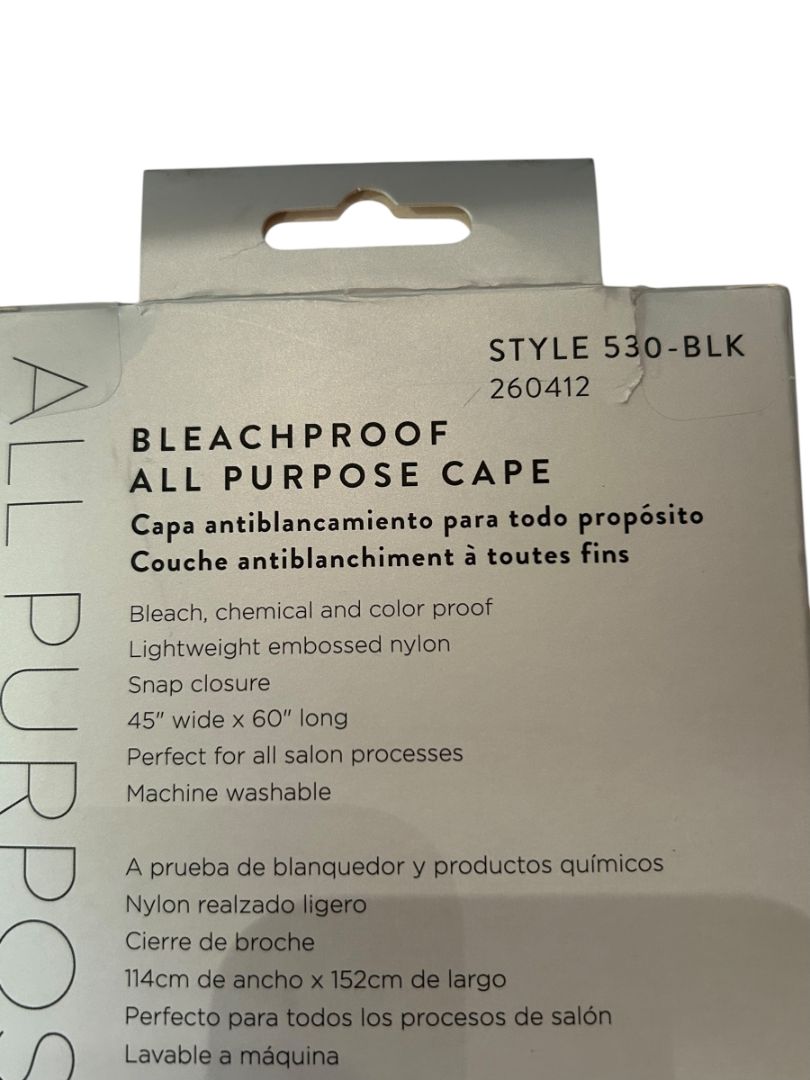 STYLE 530-BLK
260412
BLEACHPROOF
ALL PURPOSE CAPE
Capa antiblancamiento para todo propósito
Couche antiblanchiment à toutes fins
Bleach, chemical and color proof
Lightweight embossed nylon
Snap closure
45" wide x 60" long
Perfect for all salon processes
Machine washable
A prueba de blanquedor y productos químicos
Nylon realzado ligero
Cierre de broche
114cm de ancho x 152cm de largo
Perfecto para todos los procesos de salón
Lavable a máquina
ALL PURPOS